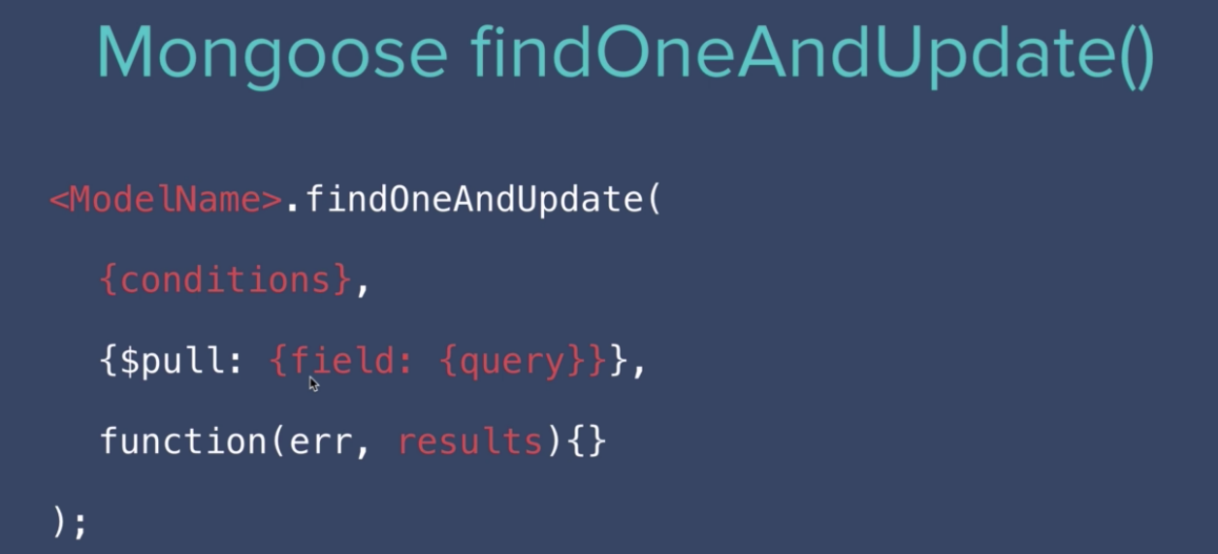 Mongoose findOneAndUpdate()
<ModelName>.findOneAndUpdate(
{conditions},
{$pull: {field: {query}}},
function(err, results){}
);